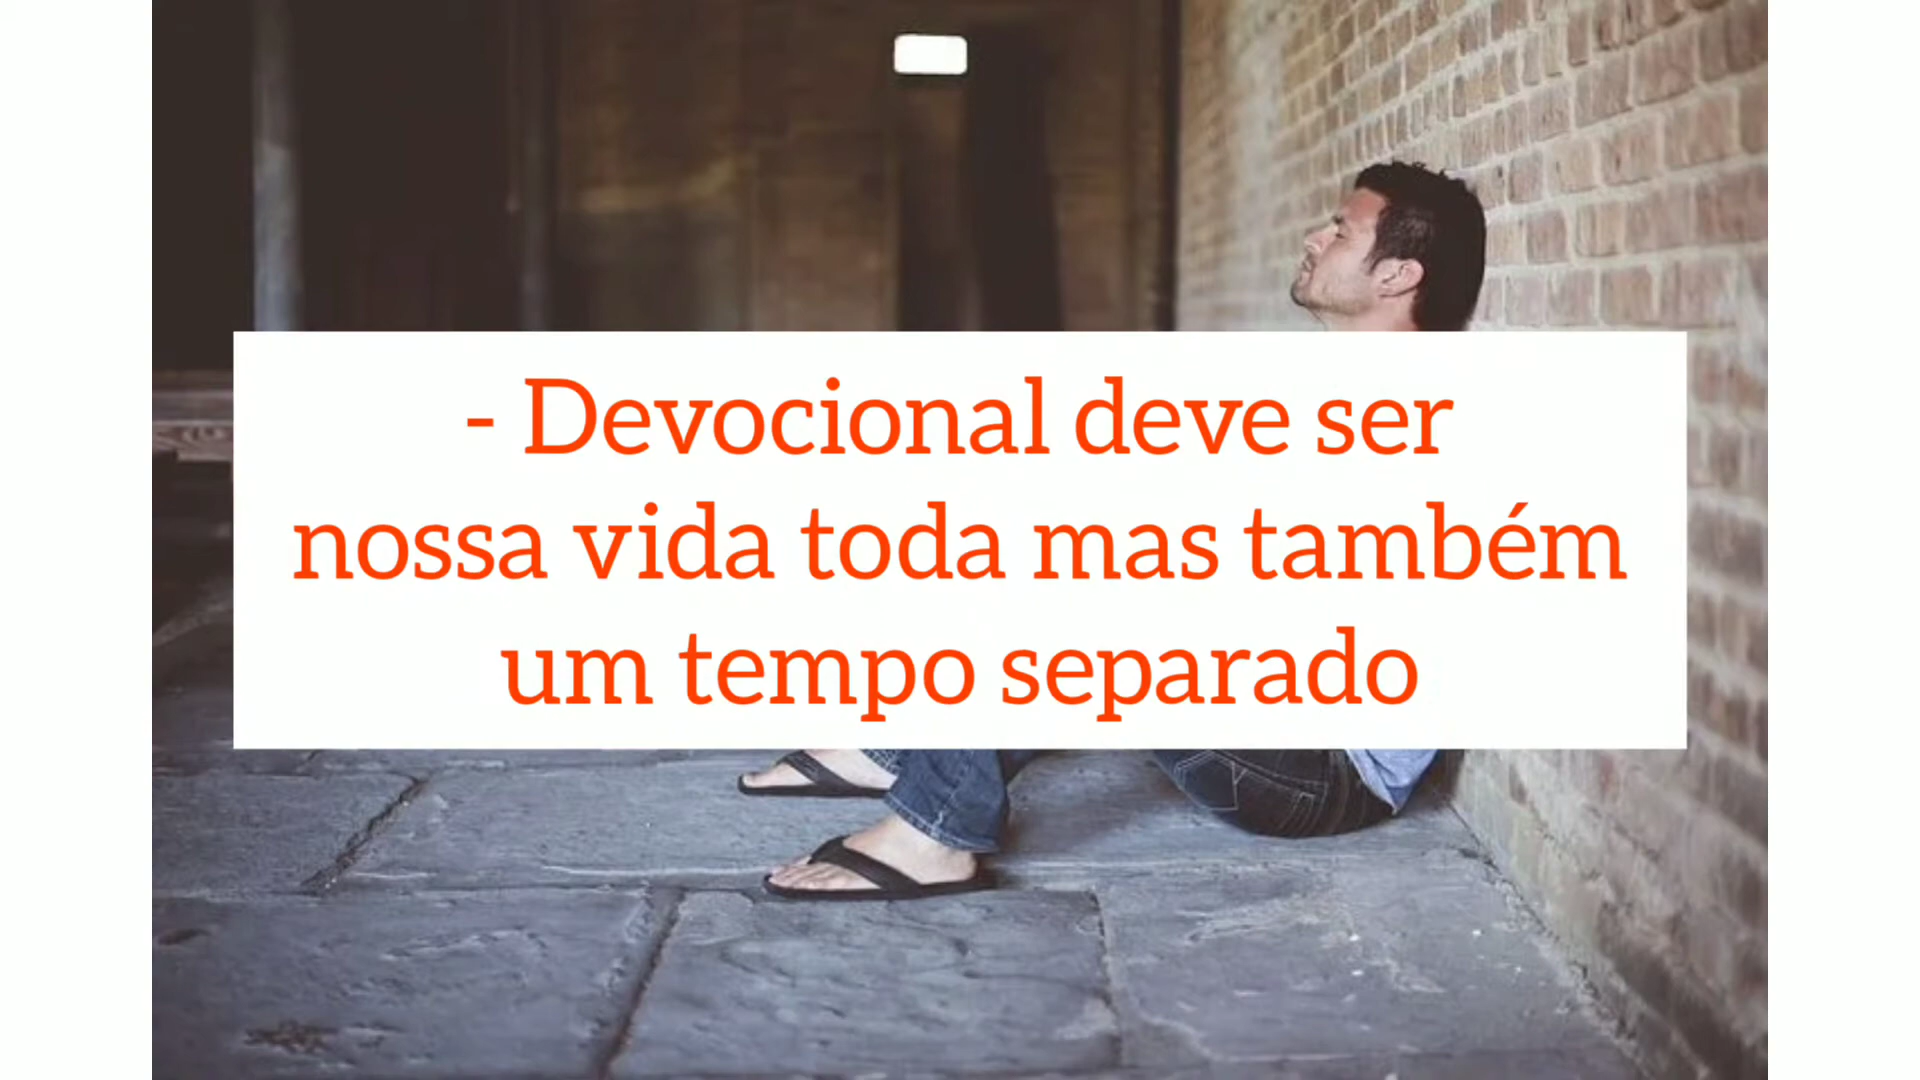 - Devocional deve ser
nossa vida toda mas também
um tempo separado